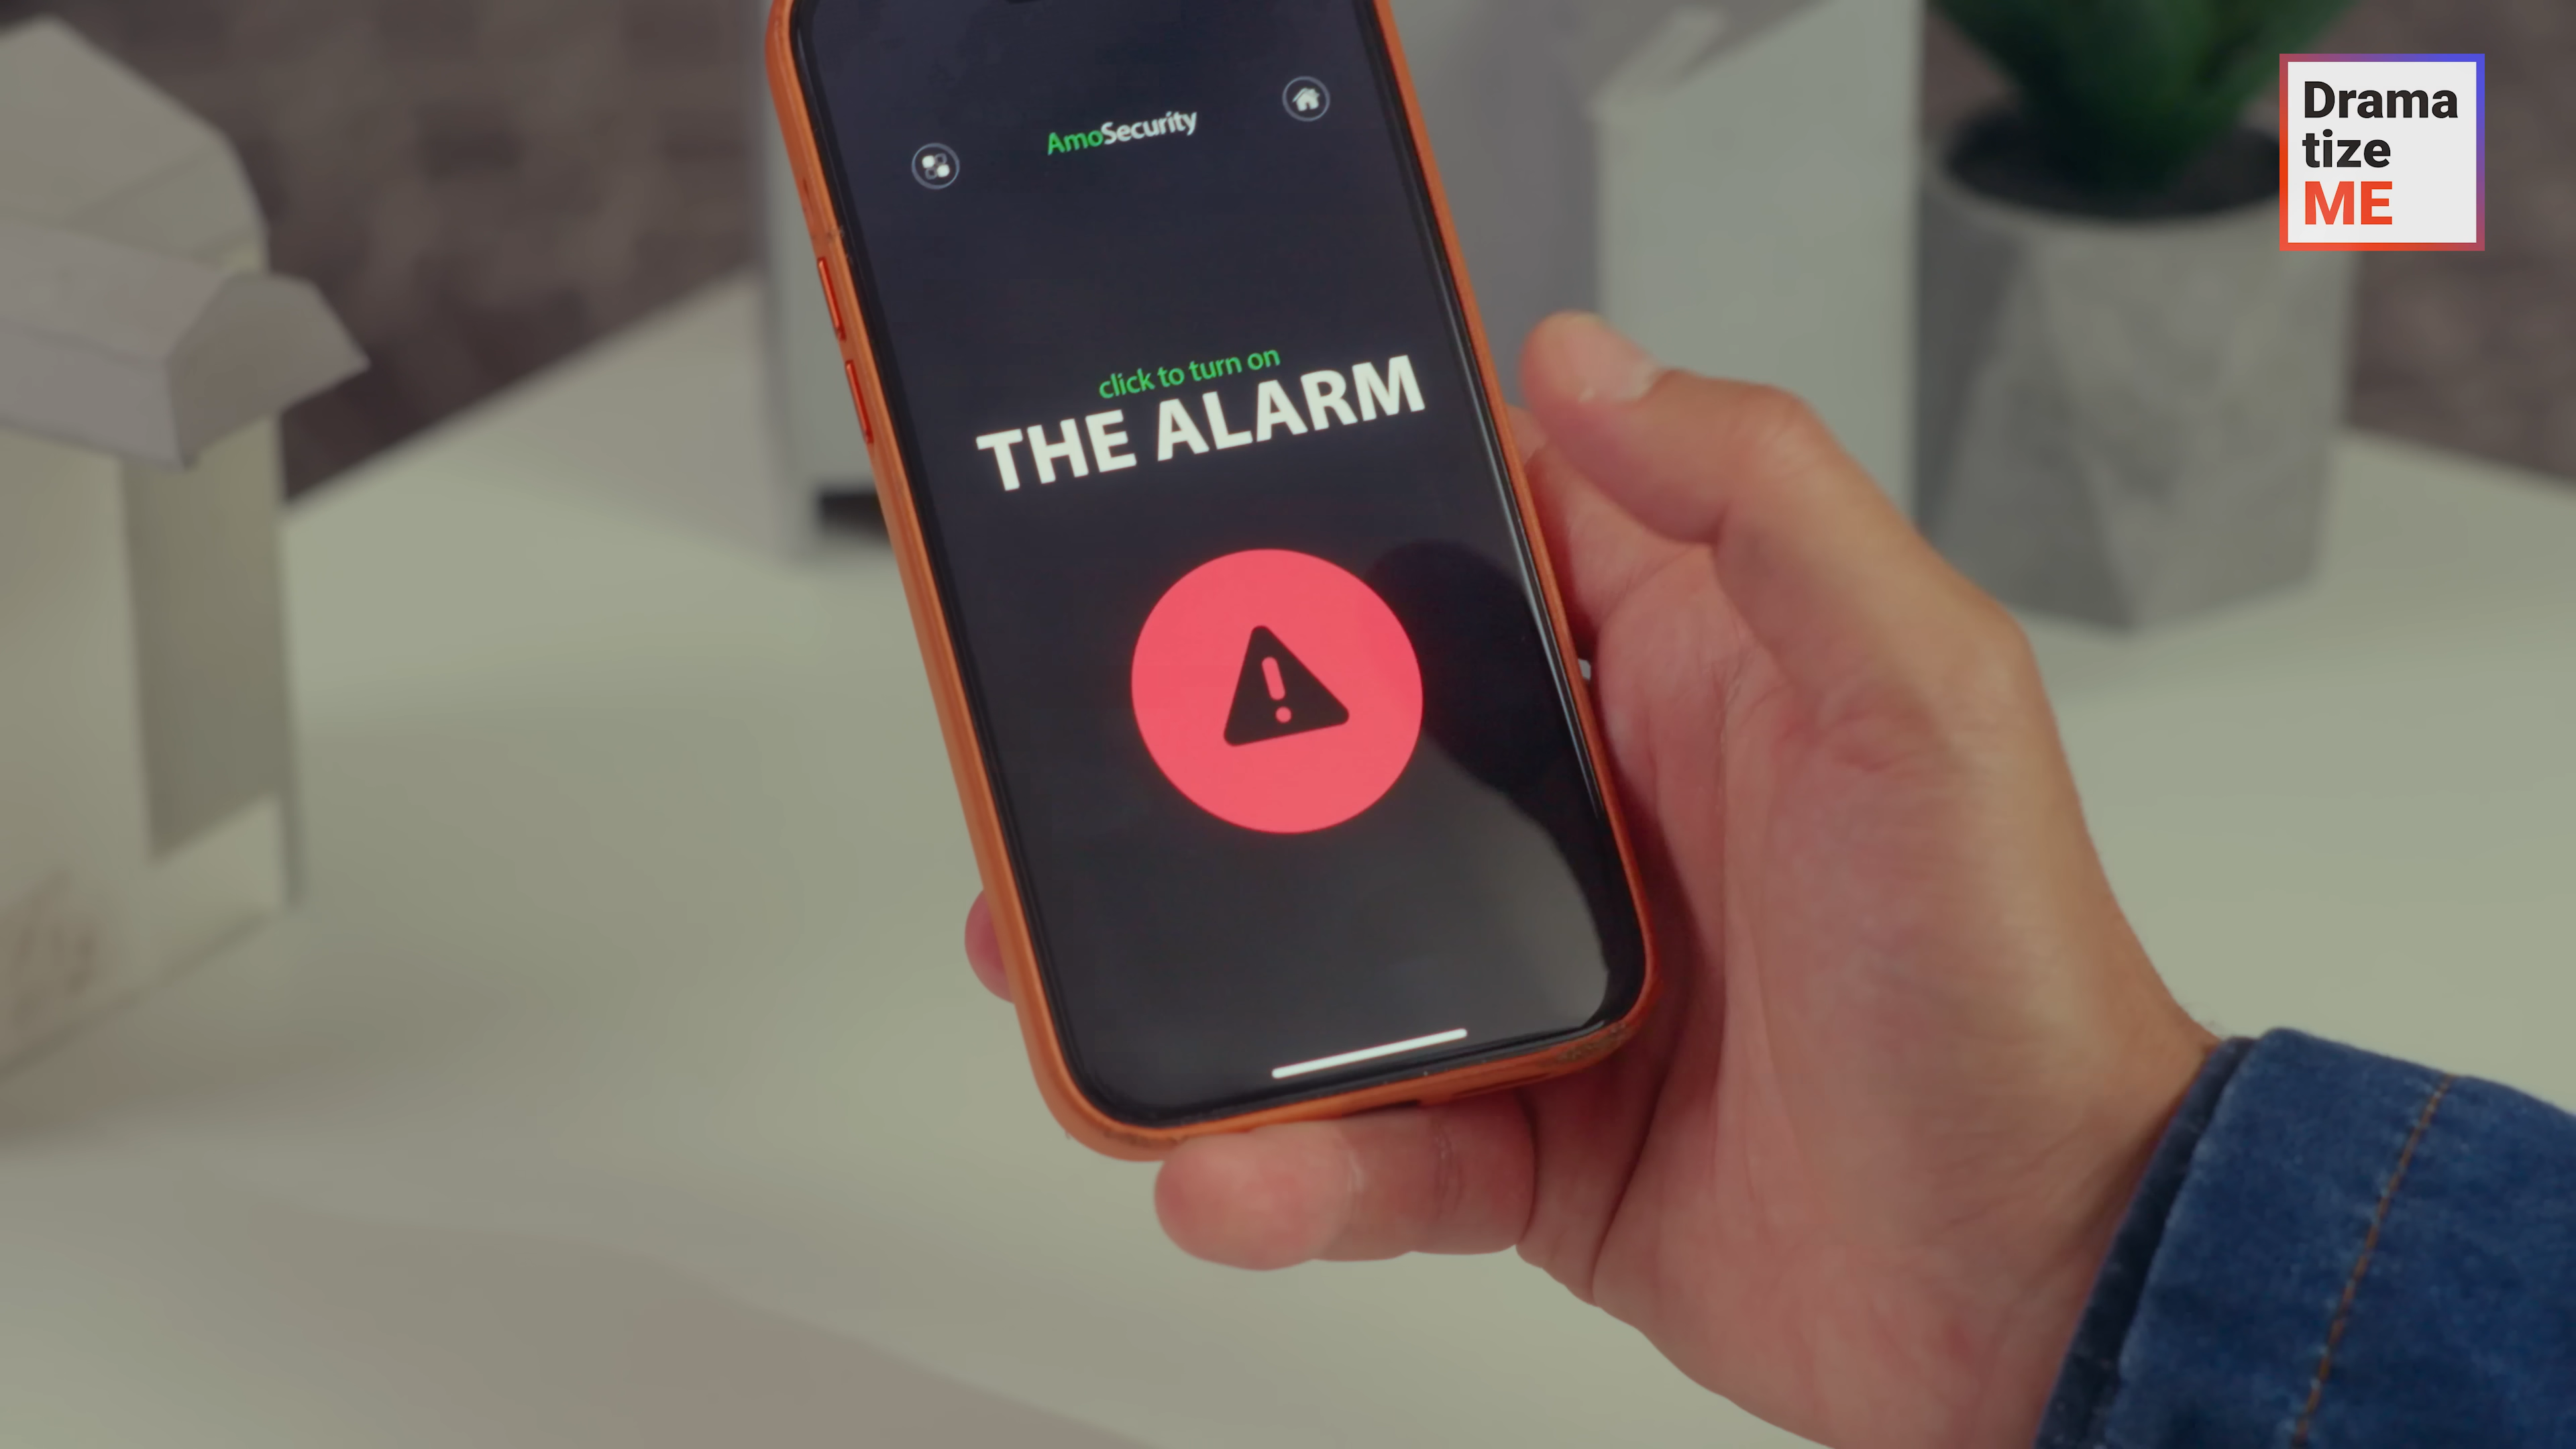 AmoSecurity
click to turn on
THE ALARM
Drama
tize
ME